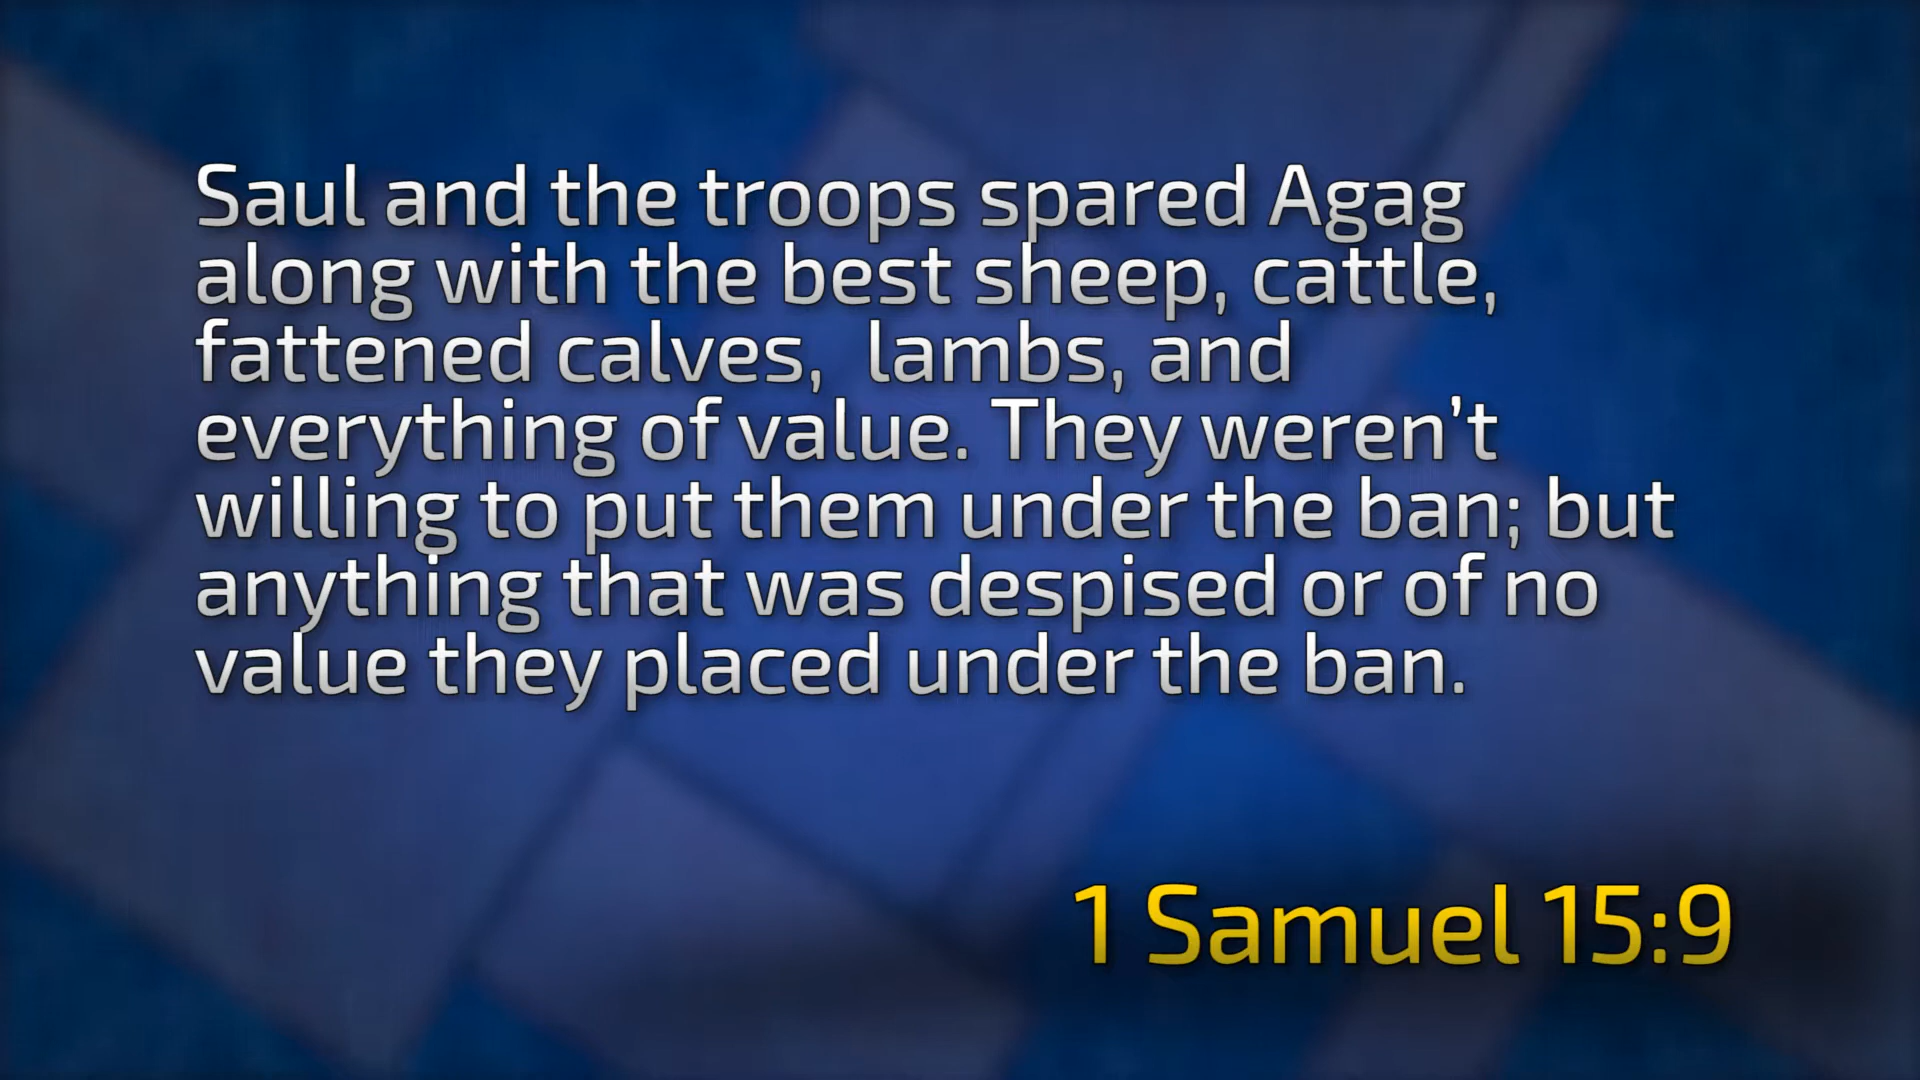 Saul and the troops spared Agag
along with the best sheep, cattle,
fattened calves,  lambs, and
everything of value. They weren’t
willing to put them under the ban; but
anything that was despised or of no
value they placed under the ban.
1 Samuel 15:9